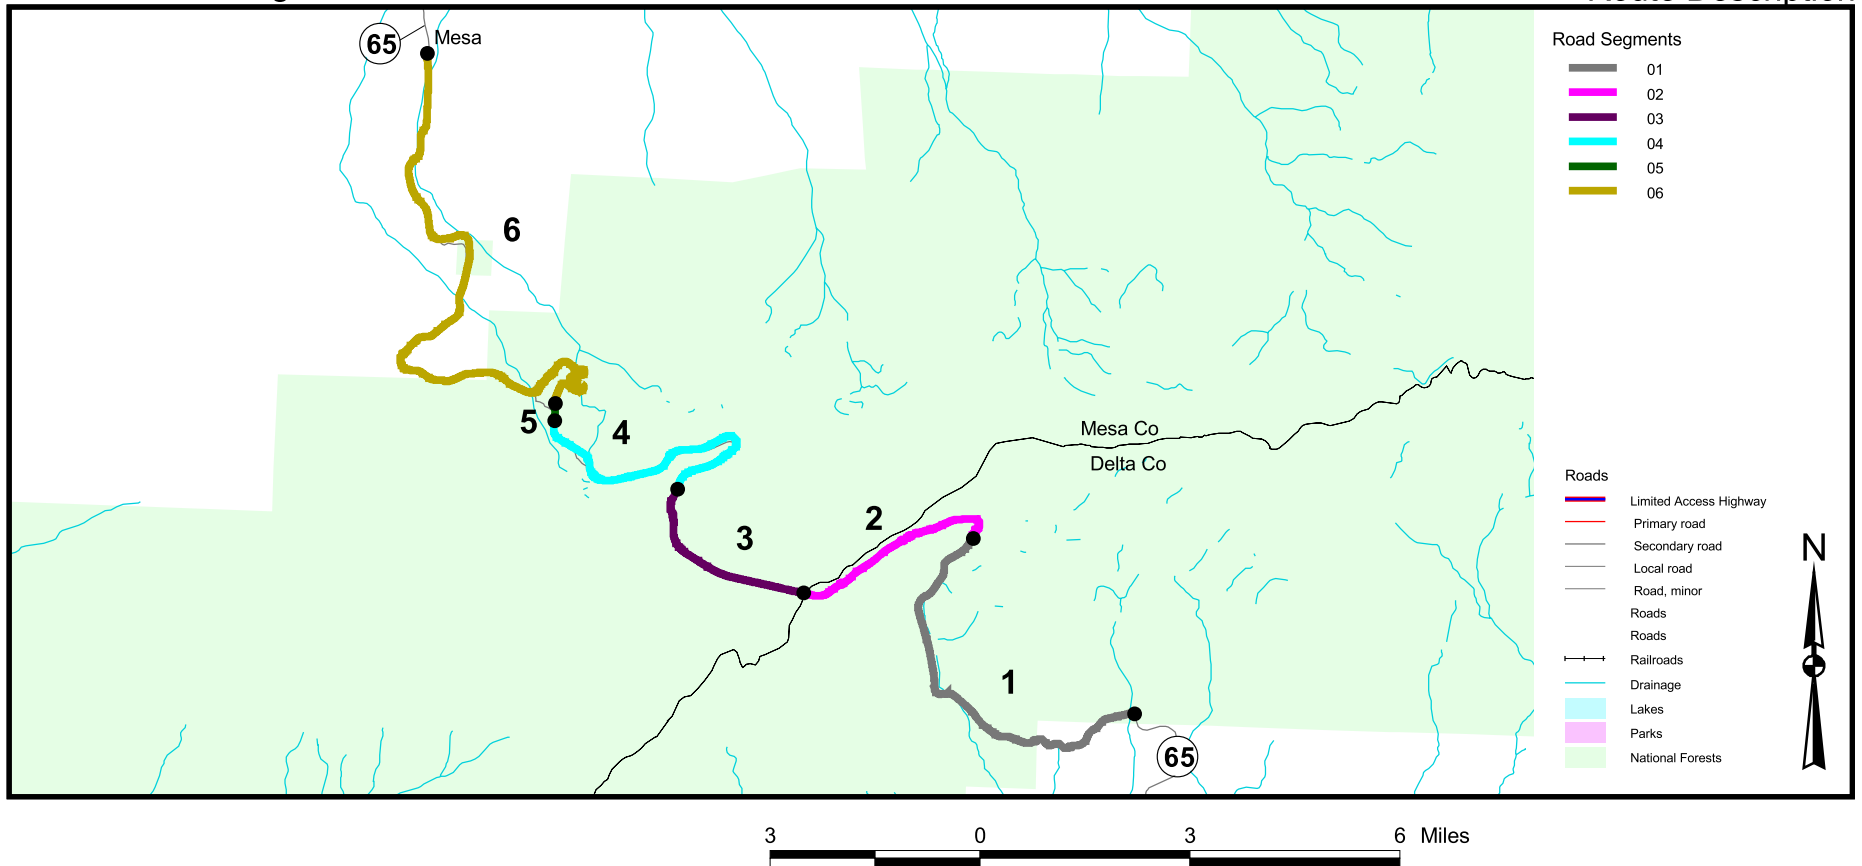 65
Mesa
6
5
4
3
2
1
Mesa Co
Delta Co
65
Road Segments
01
02
03
04
05
06
Roads
Limited Access Highway
Primary road
Secondary road
Local road
Road, minor
Roads
Roads
Railroads
Drainage
Lakes
Parks
National Forests
N
3 0 3 6 Miles